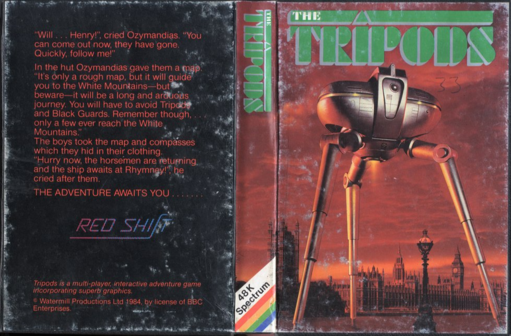 "Will . . . Henry!", cried Ozymandias. "You
can come out now, they have gone.
Quickly, follow me!"
In the hut Ozymandias gave them a map.
"It's only a rough map, but it will guide
you to the White Mountains—but
beware—it will be a long and arduous
journey. You will have to avoid Tripods
and Black Guards. Remember though,
only a few ever reach the White
Mountains."
The boys took the map and compasses
which they hid in their clothing.
"Hurry now, the horsemen are returning
and the ship awaits at Rhymney!", he
cried after them.
THE ADVENTURE AWAITS YOU . . . . . . .
RED SHIFT
Tripods is a multi-player, interactive adventure game
incorporating superb graphics.
© Watermill Productions Ltd 1984, by license of BBC
Enterprises.
THE
TRIPODS
48K
Spectrum
THE
TRIPODS